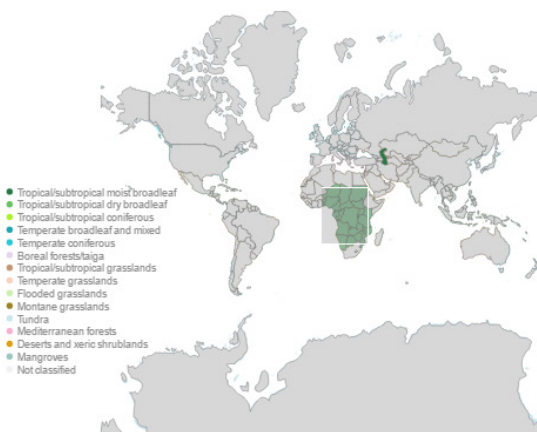 Tropical/subtropical moist broadleaf
Tropical/subtropical dry broadleaf
Tropical/subtropical coniferous
Temperate broadleaf and mixed
Temperate coniferous
Boreal forests/taiga
Tropical/subtropical grasslands
Temperate grasslands
Flooded grasslands
Montane grasslands
Tundra
Mediterranean forests
Deserts and xeric shrublands
Mangroves
Not classified